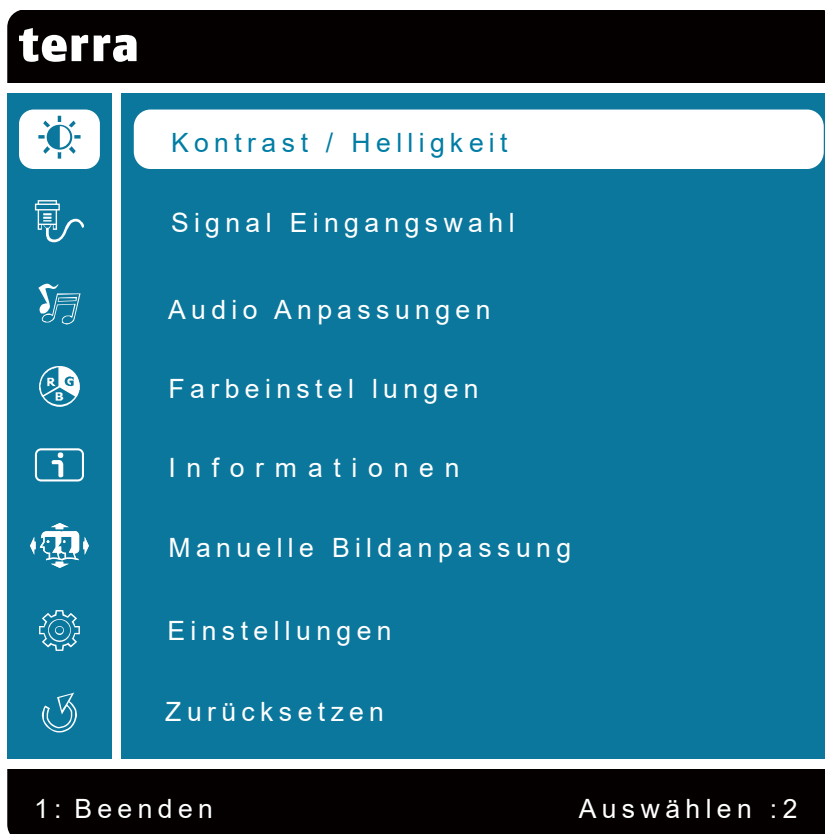 terra
Kontrast / Helligkeit
Signal Eingangswahl
Audio Anpassungen
R G
B
Farbeinstel lungen
i
Informationen
Manuelle Bildanpassung
Einstellungen
Zurücksetzen
1: Beenden Auswählen :2